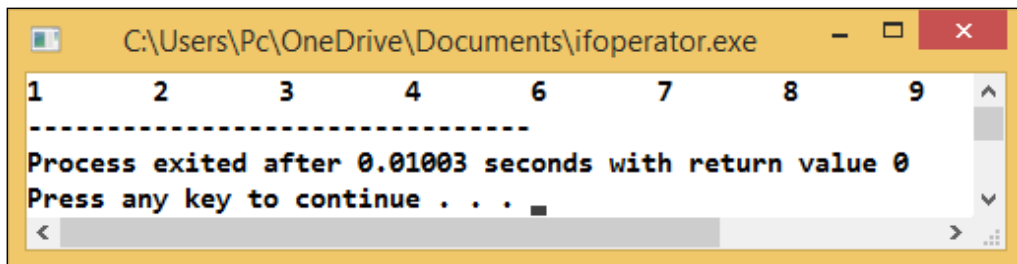 C:\Users\Pc\OneDrive\Documents\ifoperator.exe
1 2 3 4 6 7 8 9
--------------------------------
Process exited after 0.01003 seconds with return value 0
Press any key to continue . . .